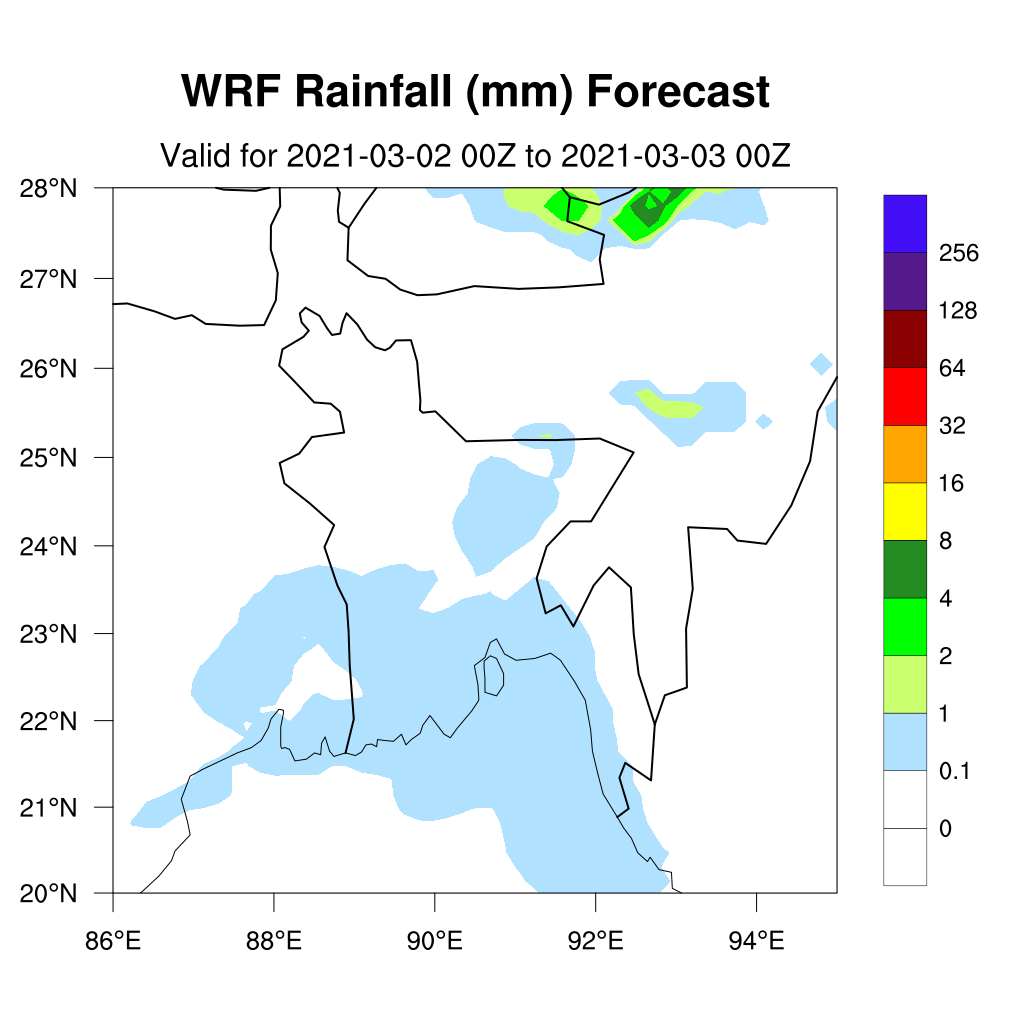 WRF Rainfall (mm) Forecast
Valid for 2021-03-02 00Z to 2021-03-03 00Z
28°N
27°N
26°N
25°N
24°N
23°N
22°N
21°N
20°N
86°E 88°E 90°E 92°E 94°E
256
128
64
32
16
8
4
2
1
0.1
0